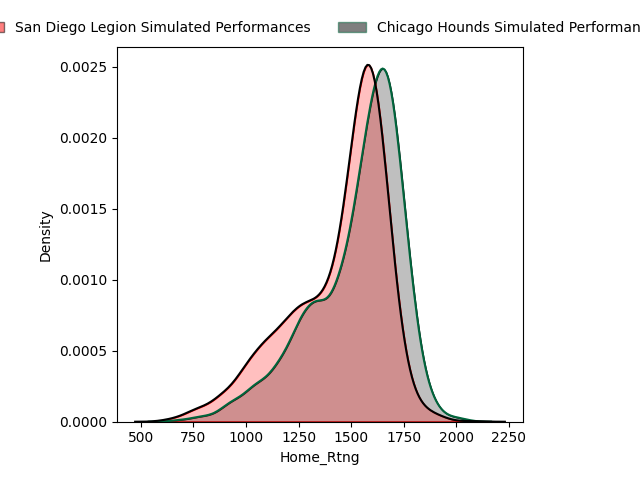 San Diego Legion Simulated Performances
Chicago Hounds Simulated Performan
0.0025
0.0020
0.0015
0.0010
0.0005
0.0000
Density
500 750 1000 1250 1500 1750 2000 2250
Home_Rtng